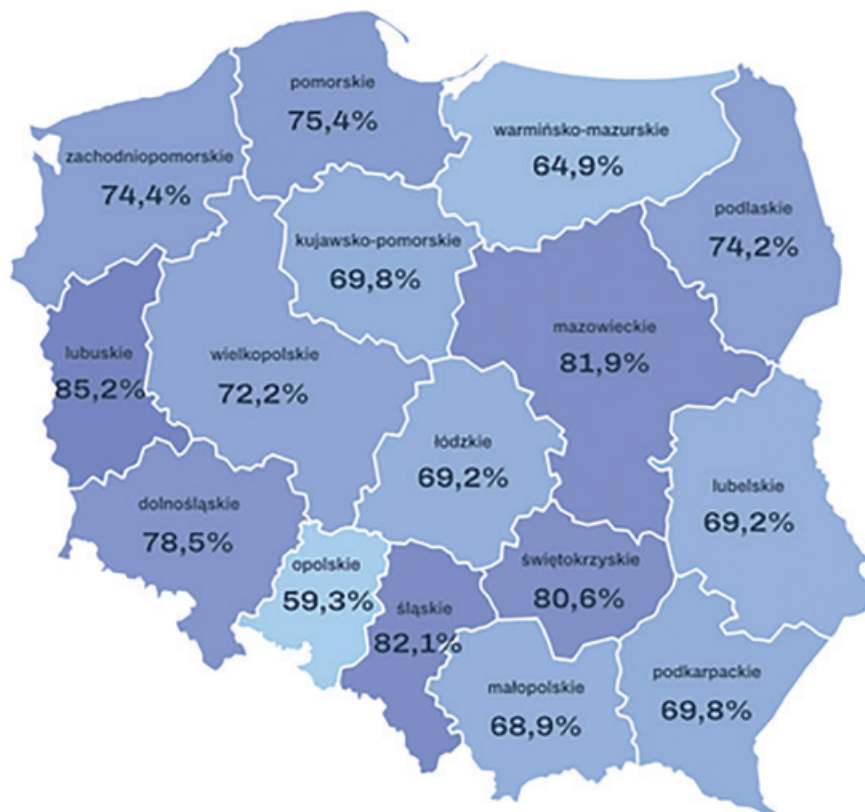 pomorskie
75,4%
warmińsko-mazurskie
64,9%
zachodniopomorskie
74,4%
podlaskie
74,2%
kujawsko-pomorskie
69,8%
mazowieckie
81,9%
lubuskie
85,2%
wielkopolskie
72,2%
łódzkie
69,2%
lubelskie
69,2%
dolnośląskie
78,5%
opolskie
59,3%
śląskie
82,1%
świętokrzyskie
80,6%
małopolskie
68,9%
podkarpackie
69,8%